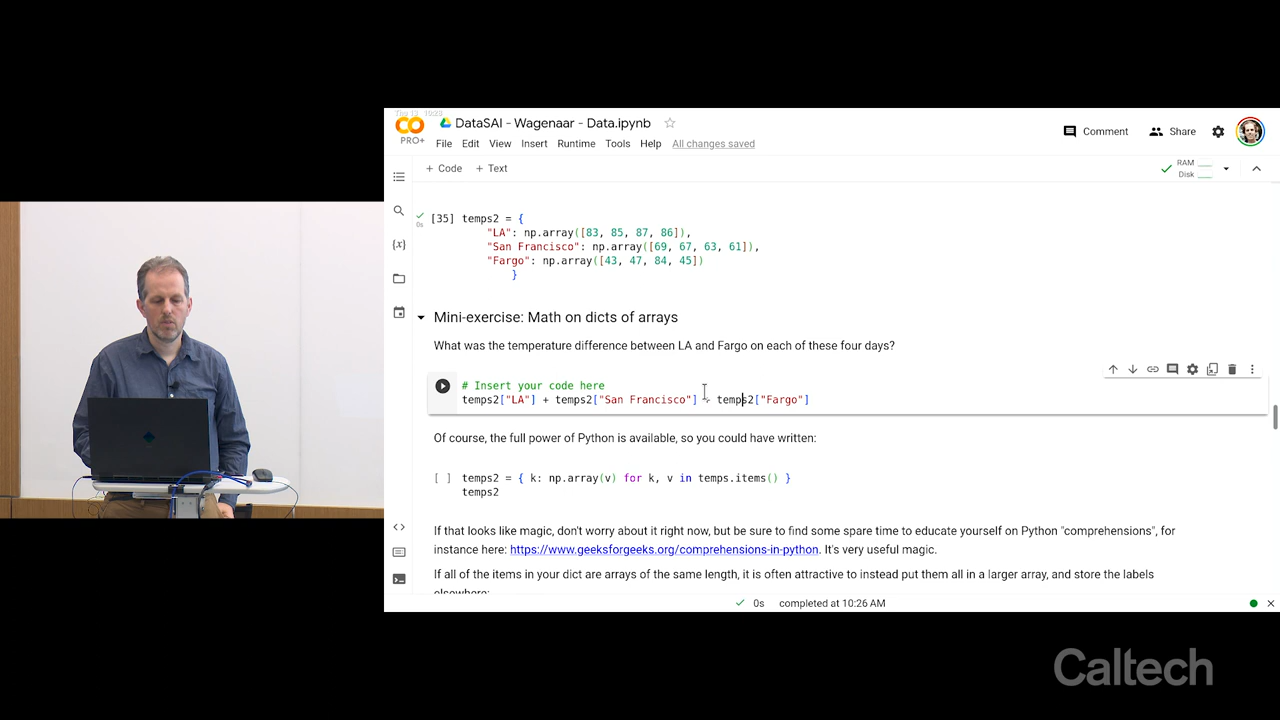 DataSAI - Wagenaar - Data.ipynb
PRO+
File Edit View Insert Runtime Tools Help All changes saved
Comment Share
+ Code + Text
RAM
Disk
[35] temps2 = {
0s
"LA": np.array([83, 85, 87, 86]),
"San Francisco": np.array([69, 67, 63, 61]),
"Fargo": np.array([43, 47, 84, 45])
}
Mini-exercise: Math on dicts of arrays
What was the temperature difference between LA and Fargo on each of these four days?
# Insert your code here
temps2["LA"] + temps2["San Francisco"] - temps2["Fargo"]
Of course, the full power of Python is available, so you could have written:
[ ] temps2 = { k: np.array(v) for k, v in temps.items() }
temps2
If that looks like magic, don't worry about it right now, but be sure to find some spare time to educate yourself on Python "comprehensions", for
instance here: https://www.geeksforgeeks.org/comprehensions-in-python. It's very useful magic.
If all of the items in your dict are arrays of the same length, it is often attractive to instead put them all in a larger array, and store the labels
elsewhere:
0s completed at 10:26 AM
Caltech